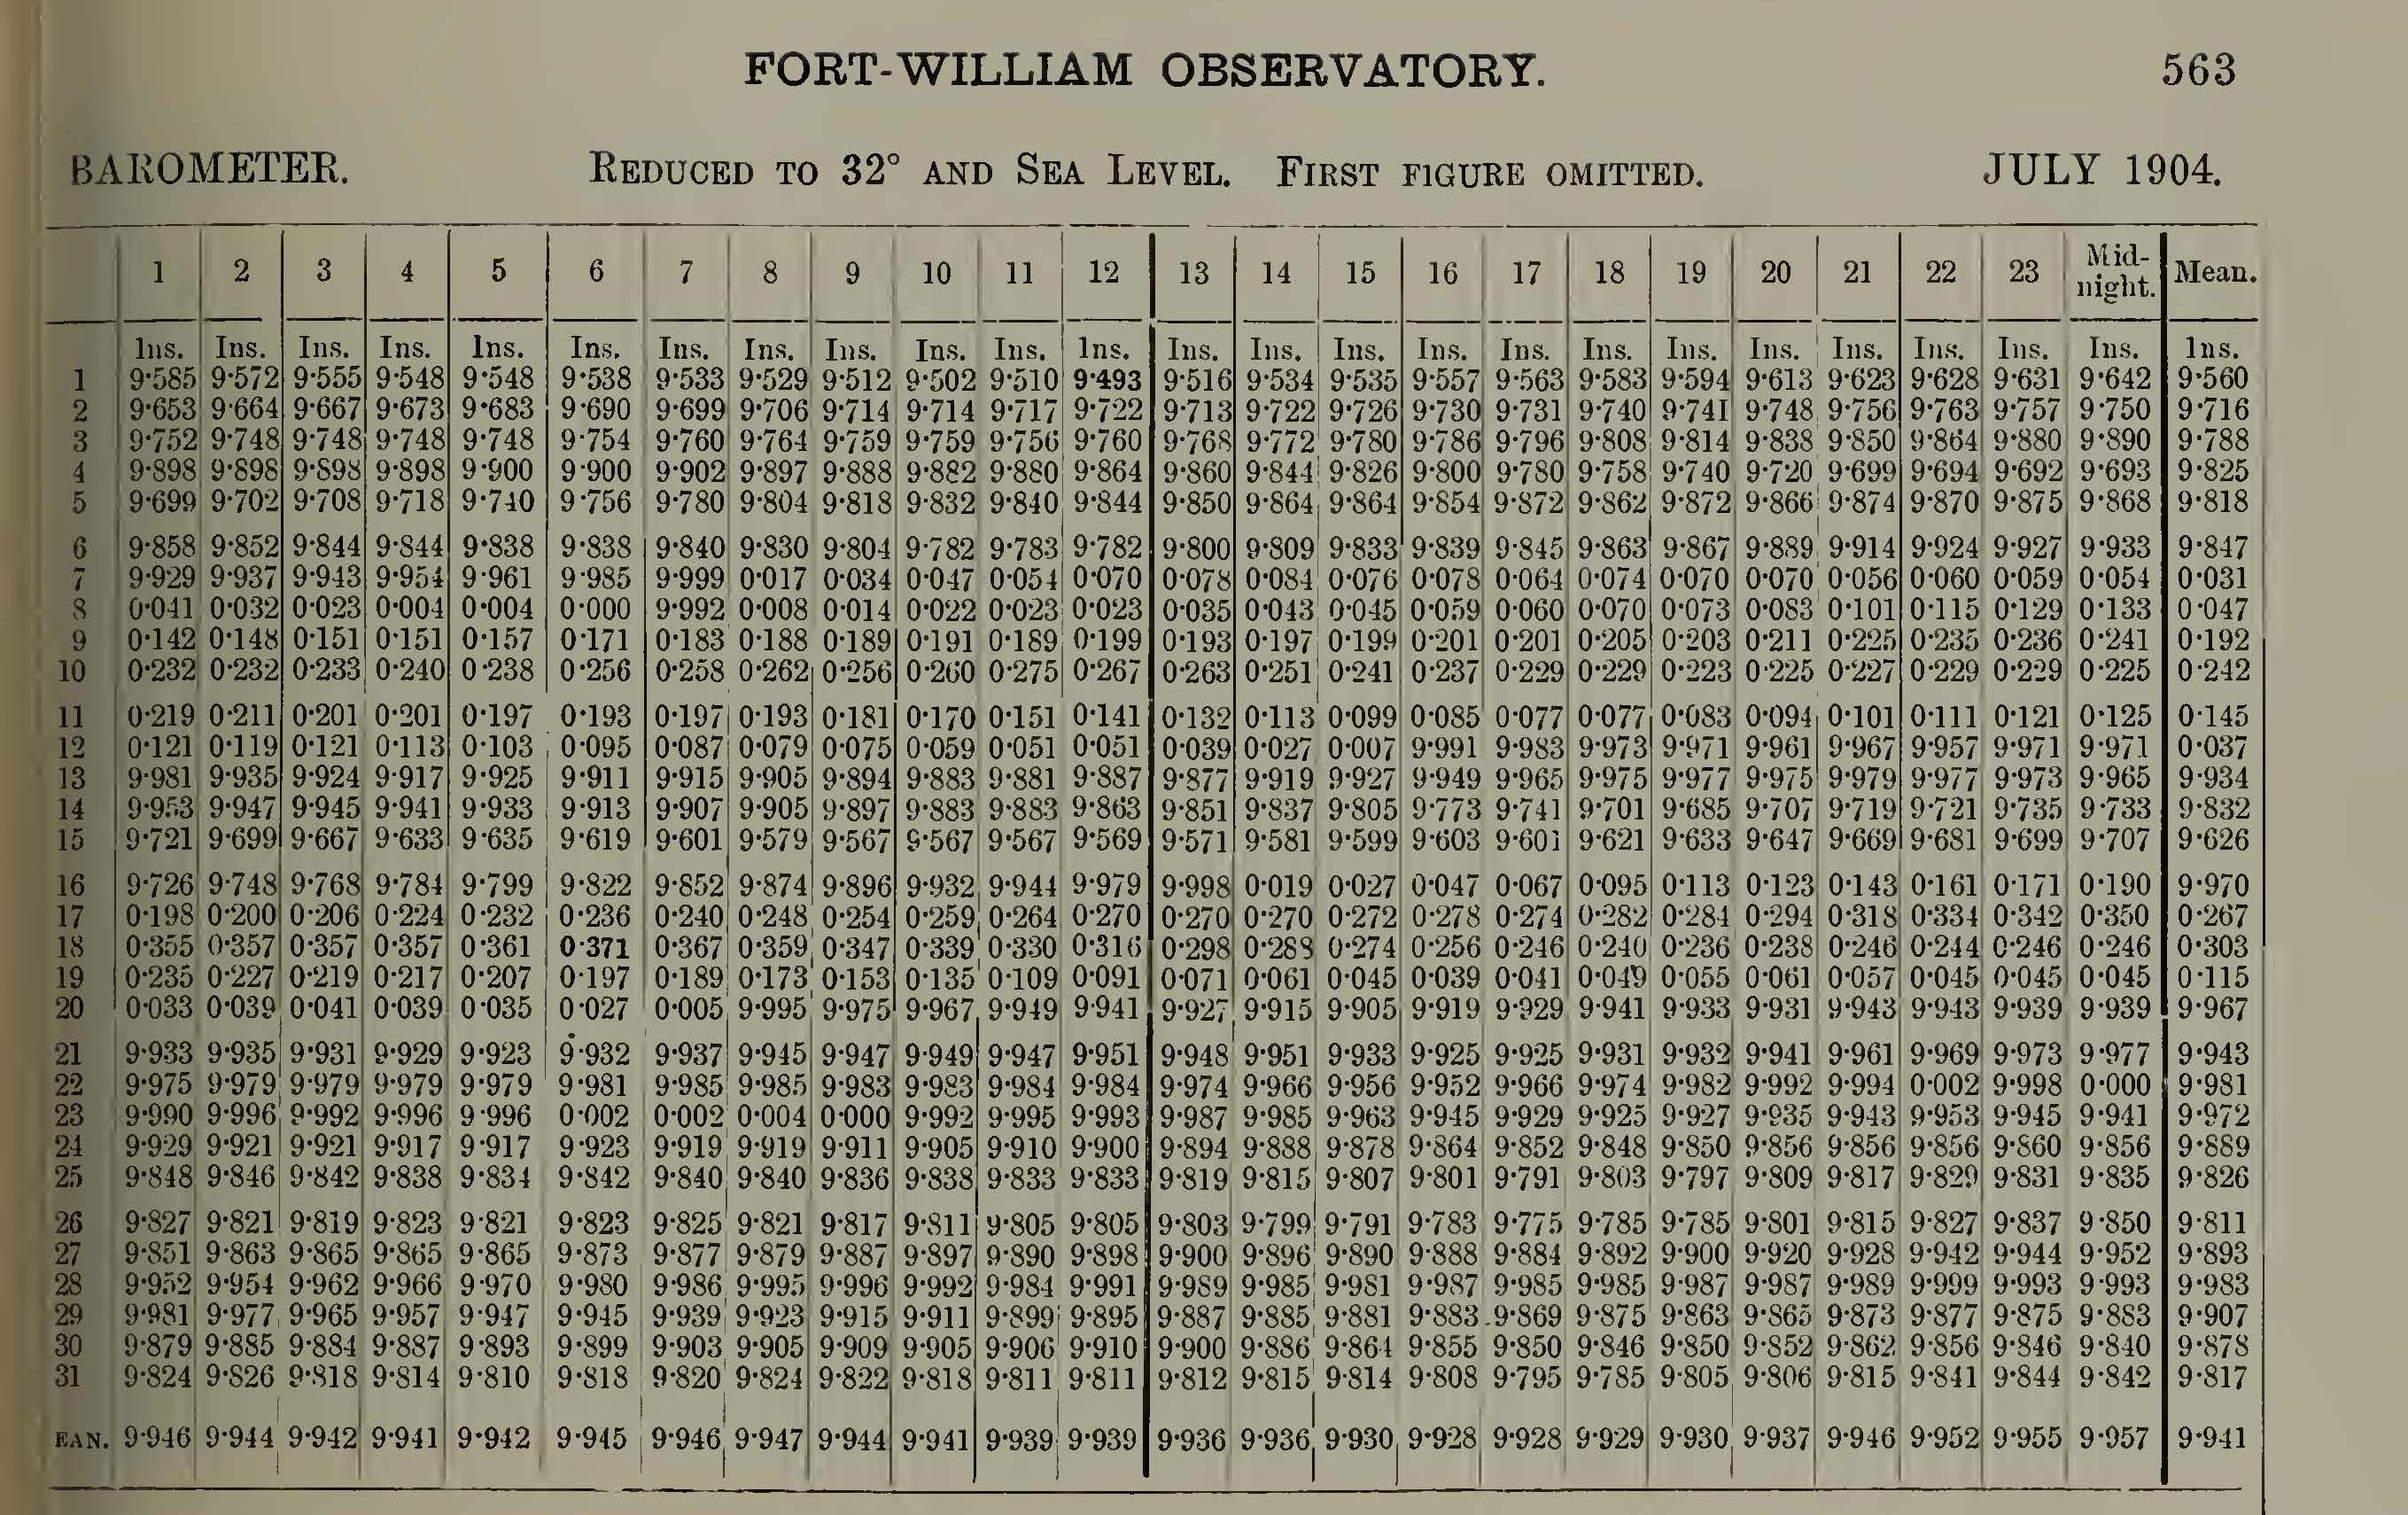 FORT-WILLIAM OBSERVATORY. 563
BAROMETER. REDUCED TO 32° AND SEA LEVEL. FIRST FIGURE OMITTED. JULY 1904.
1 2 3 4 5 6 7 8 9 10 11 12 13 14 15 16 17 18 19 20 21 22 23 Mid-night. Mean.
Ins. Ins. Ins. Ins. Ins. Ins. Ins. Ins. Ins. Ins. Ins. Ins. Ins. Ins. Ins. Ins. Ins. Ins. Ins. Ins. Ins. Ins. Ins. Ins. Ins.
1 9·585 9·572 9·555 9·548 9·548 9·538 9·533 9·529 9·512 9·502 9·510 9·493 9·516 9·534 9·535 9·557 9·563 9·583 9·594 9·613 9·623 9·628 9·631 9·642 9·560
2 9·653 9·664 9·667 9·673 9·683 9·690 9·699 9·706 9·714 9·714 9·717 9·722 9·713 9·722 9·726 9·730 9·731 9·740 9·741 9·748 9·756 9·763 9·757 9·750 9·716
3 9·752 9·748 9·748 9·748 9·748 9·754 9·760 9·764 9·759 9·759 9·756 9·760 9·768 9·772 9·780 9·786 9·796 9·808 9·814 9·838 9·850 9·864 9·880 9·890 9·788
4 9·898 9·898 9·898 9·898 9·900 9·900 9·902 9·897 9·888 9·882 9·880 9·864 9·860 9·844 9·826 9·800 9·780 9·758 9·740 9·720 9·699 9·694 9·692 9·693 9·825
5 9·699 9·702 9·708 9·718 9·740 9·756 9·780 9·804 9·818 9·832 9·840 9·844 9·850 9·864 9·864 9·854 9·872 9·862 9·872 9·866 9·874 9·870 9·875 9·868 9·818
6 9·858 9·852 9·844 9·844 9·838 9·838 9·840 9·830 9·804 9·782 9·783 9·782 9·800 9·809 9·833 9·839 9·845 9·863 9·867 9·889 9·914 9·924 9·927 9·933 9·847
7 9·929 9·937 9·943 9·954 9·961 9·985 9·999 0·017 0·034 0·047 0·054 0·070 0·078 0·084 0·076 0·078 0·064 0·074 0·070 0·070 0·056 0·060 0·059 0·054 0·031
8 0·041 0·032 0·023 0·004 0·004 0·000 9·992 0·008 0·014 0·022 0·023 0·023 0·035 0·043 0·045 0·059 0·060 0·070 0·073 0·083 0·101 0·115 0·129 0·133 0·047
9 0·142 0·148 0·151 0·151 0·157 0·171 0·183 0·188 0·189 0·191 0·189 0·199 0·193 0·197 0·199 0·201 0·201 0·205 0·203 0·211 0·225 0·235 0·236 0·241 0·192
10 0·232 0·232 0·233 0·240 0·238 0·256 0·258 0·262 0·256 0·260 0·275 0·267 0·263 0·251 0·241 0·237 0·229 0·229 0·223 0·225 0·227 0·229 0·229 0·225 0·242
11 0·219 0·211 0·201 0·201 0·197 0·193 0·197 0·193 0·181 0·170 0·151 0·141 0·132 0·113 0·099 0·085 0·077 0·077 0·083 0·094 0·101 0·111 0·121 0·125 0·145
12 0·121 0·119 0·121 0·113 0·103 0·095 0·087 0·079 0·075 0·059 0·051 0·051 0·039 0·027 0·007 9·991 9·983 9·973 9·971 9·961 9·967 9·957 9·971 9·971 0·037
13 9·981 9·935 9·924 9·917 9·925 9·911 9·915 9·905 9·894 9·883 9·881 9·887 9·877 9·919 9·927 9·949 9·965 9·975 9·977 9·975 9·979 9·977 9·973 9·965 9·934
14 9·953 9·947 9·945 9·941 9·933 9·913 9·907 9·905 9·897 9·883 9·883 9·863 9·851 9·837 9·805 9·773 9·741 9·701 9·685 9·707 9·719 9·721 9·735 9·733 9·832
15 9·721 9·699 9·667 9·633 9·635 9·619 9·601 9·579 9·567 9·567 9·567 9·569 9·571 9·581 9·599 9·603 9·601 9·621 9·633 9·647 9·669 9·681 9·699 9·707 9·626
16 9·726 9·748 9·768 9·784 9·799 9·822 9·852 9·874 9·896 9·932 9·944 9·979 9·998 0·019 0·027 0·047 0·067 0·095 0·113 0·123 0·143 0·161 0·171 0·190 9·970
17 0·198 0·200 0·206 0·224 0·232 0·236 0·240 0·248 0·254 0·259 0·264 0·270 0·270 0·270 0·272 0·278 0·274 0·282 0·284 0·294 0·318 0·334 0·342 0·350 0·267
18 0·355 0·357 0·357 0·357 0·361 0·371 0·367 0·359 0·347 0·339 0·330 0·316 0·298 0·288 0·274 0·256 0·246 0·240 0·236 0·238 0·246 0·244 0·246 0·246 0·303
19 0·235 0·227 0·219 0·217 0·207 0·197 0·189 0·173 0·153 0·135 0·109 0·091 0·071 0·061 0·045 0·039 0·041 0·049 0·055 0·061 0·057 0·045 0·045 0·045 0·115
20 0·033 0·039 0·041 0·039 0·035 0·027 0·005 9·995 9·975 9·967 9·949 9·941 9·927 9·915 9·905 9·919 9·929 9·941 9·933 9·931 9·943 9·943 9·939 9·939 9·967
21 9·933 9·935 9·931 9·929 9·923 9·932 9·937 9·945 9·947 9·949 9·947 9·951 9·948 9·951 9·933 9·925 9·925 9·931 9·932 9·941 9·961 9·969 9·973 9·977 9·943
22 9·975 9·979 9·979 9·979 9·979 9·981 9·985 9·985 9·983 9·983 9·984 9·984 9·974 9·966 9·956 9·952 9·966 9·974 9·982 9·992 9·994 0·002 9·998 0·000 9·981
23 9·990 9·996 9·992 9·996 9·996 0·002 0·002 0·004 0·000 9·992 9·995 9·993 9·987 9·985 9·963 9·945 9·929 9·925 9·927 9·935 9·943 9·953 9·945 9·941 9·972
24 9·929 9·921 9·921 9·917 9·917 9·923 9·919 9·919 9·911 9·905 9·910 9·900 9·894 9·888 9·878 9·864 9·852 9·848 9·850 9·856 9·856 9·856 9·860 9·856 9·889
25 9·848 9·846 9·842 9·838 9·834 9·842 9·840 9·840 9·836 9·838 9·833 9·833 9·819 9·815 9·807 9·801 9·791 9·803 9·797 9·809 9·817 9·829 9·831 9·835 9·826
26 9·827 9·821 9·819 9·823 9·821 9·823 9·825 9·821 9·817 9·811 9·805 9·805 9·803 9·799 9·791 9·783 9·775 9·785 9·785 9·801 9·815 9·827 9·837 9·850 9·811
27 9·851 9·863 9·865 9·865 9·865 9·873 9·877 9·879 9·887 9·897 9·890 9·898 9·900 9·896 9·890 9·888 9·884 9·892 9·900 9·920 9·928 9·942 9·944 9·952 9·893
28 9·952 9·954 9·962 9·966 9·970 9·980 9·986 9·995 9·996 9·992 9·984 9·991 9·989 9·985 9·981 9·987 9·985 9·985 9·987 9·987 9·989 9·999 9·993 9·993 9·983
29 9·981 9·977 9·965 9·957 9·947 9·945 9·939 9·923 9·915 9·911 9·899 9·895 9·887 9·885 9·881 9·883 9·869 9·875 9·863 9·865 9·873 9·877 9·875 9·883 9·907
30 9·879 9·885 9·884 9·887 9·893 9·899 9·903 9·905 9·909 9·905 9·906 9·910 9·900 9·886 9·864 9·855 9·850 9·846 9·850 9·852 9·862 9·856 9·846 9·840 9·878
31 9·824 9·826 9·818 9·814 9·810 9·818 9·820 9·824 9·822 9·818 9·811 9·811 9·812 9·815 9·814 9·808 9·795 9·785 9·805 9·806 9·815 9·841 9·844 9·842 9·817
EAN. 9·946 9·944 9·942 9·941 9·942 9·945 9·946 9·947 9·944 9·941 9·939 9·939 9·936 9·936 9·930 9·928 9·928 9·929 9·930 9·937 9·946 9·952 9·955 9·957 9·941